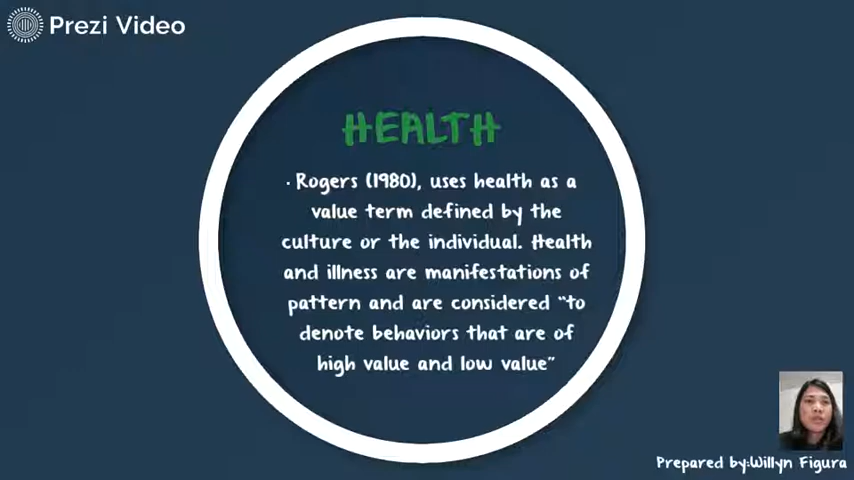 Prezi Video
HEALTH
· Rogers (1980), uses health as a
value term defined by the
culture or the individual. Health
and illness are manifestations of
pattern and are considered "to
denote behaviors that are of
high value and low value"
Prepared by:Willyn Figura